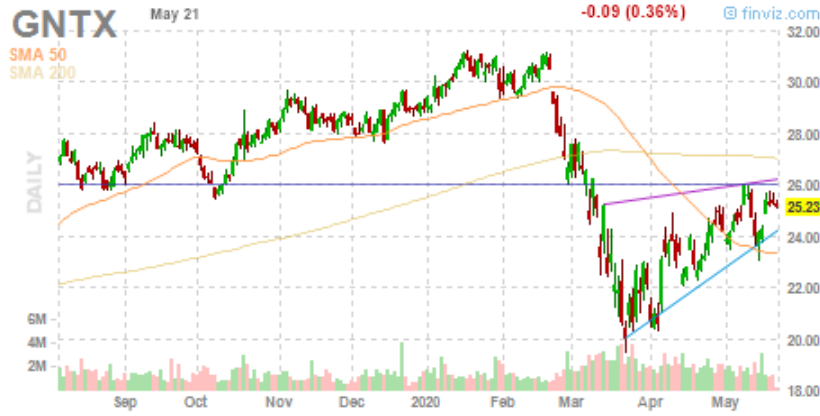 GNTX May 21 -0.09 (0.36%) © finviz.com
SMA 50
SMA 200
DAILY
32.00
30.00
28.00
26.00
25.23
24.00
22.00
20.00
18.00
6M
4M
2M
Sep Oct Nov Dec 2020 Feb Mar Apr May